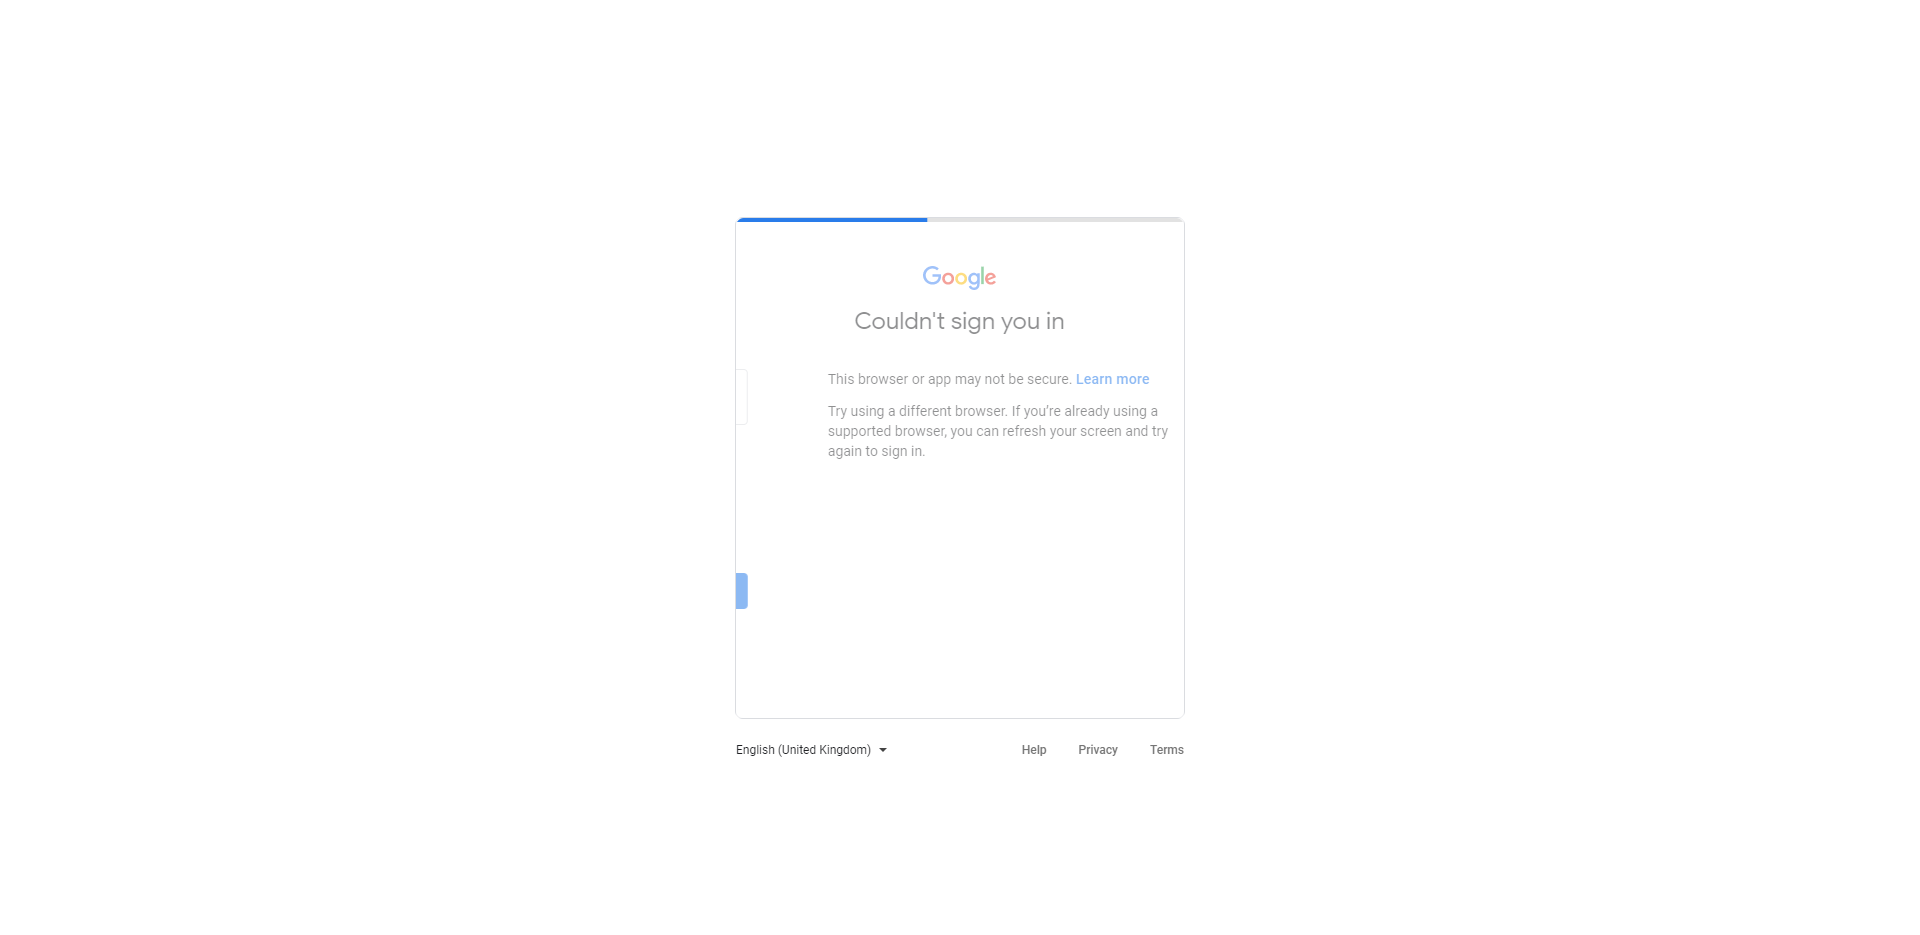 Google
Couldn't sign you in
This browser or app may not be secure. Learn more
Try using a different browser. If you’re already using a
supported browser, you can refresh your screen and try
again to sign in.
English (United Kingdom) Help Privacy Terms